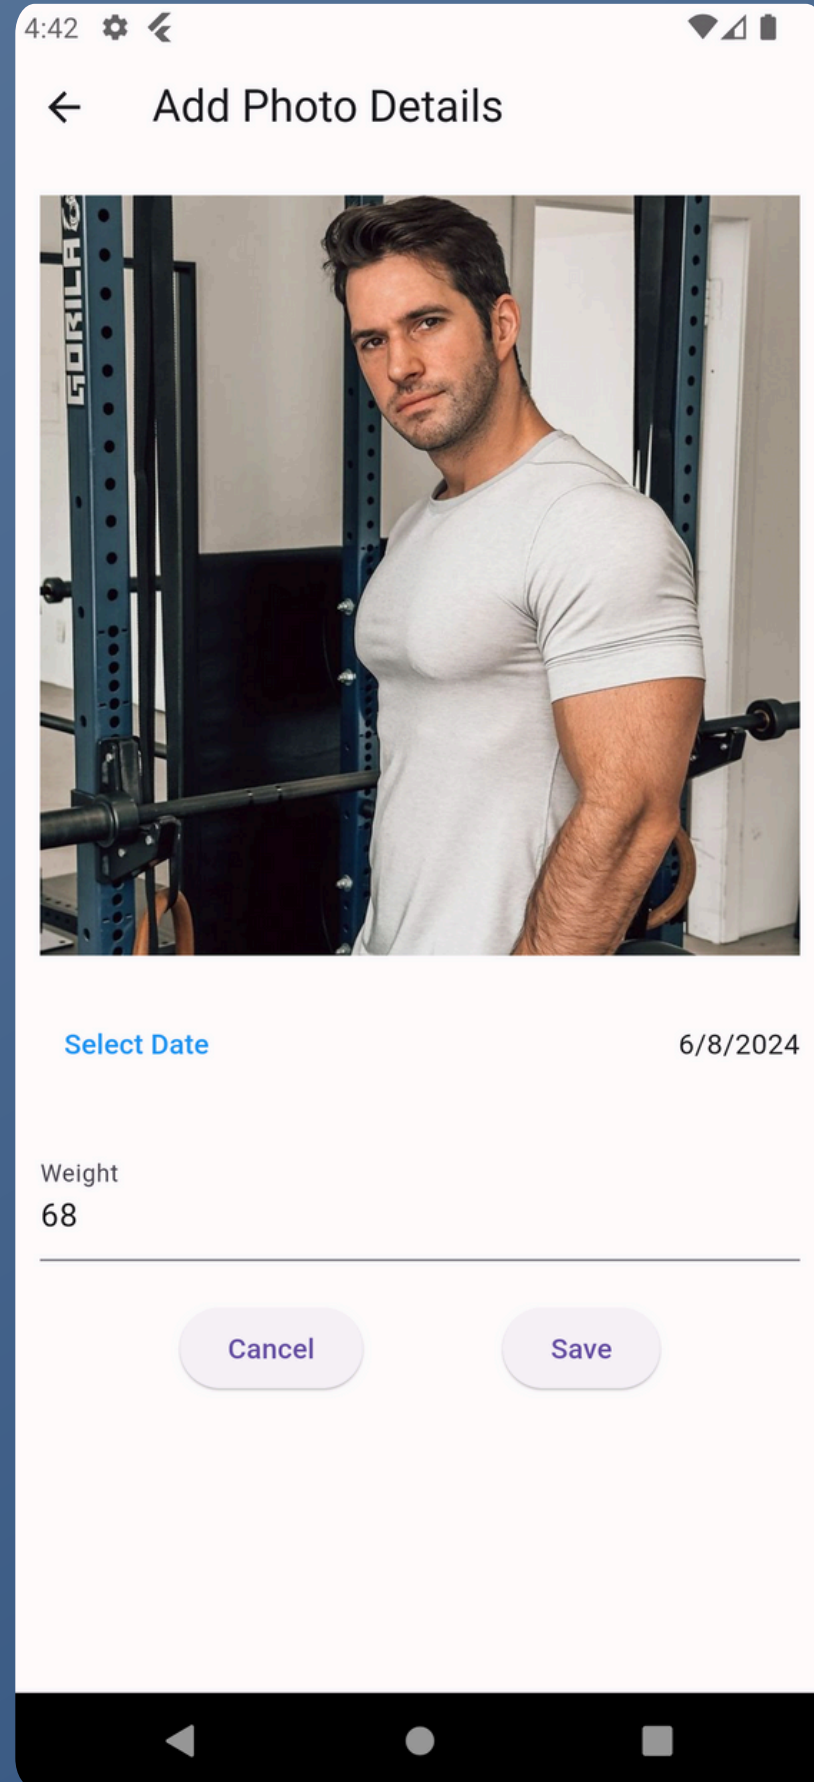 4:42
Add Photo Details
GORILA
Select Date
6/8/2024
Weight
68
Cancel
Save